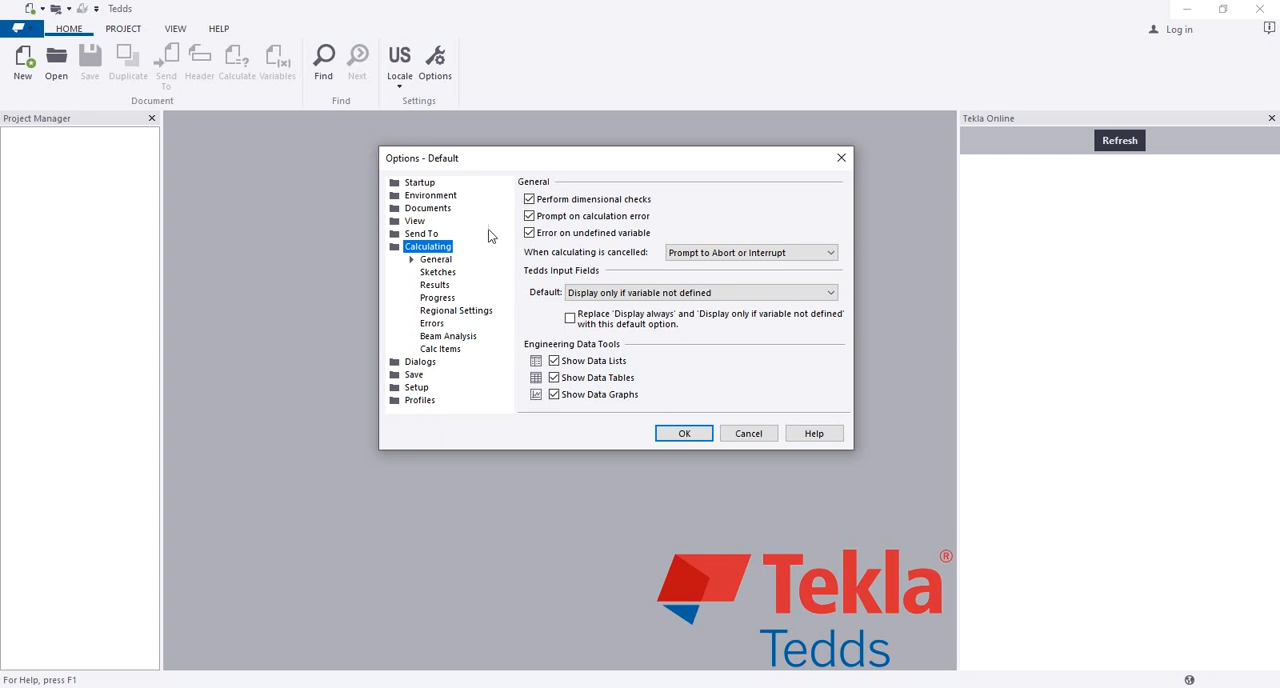 Tedds
HOME PROJECT VIEW HELP
Log in
New Open Save Duplicate Send To Header Calculate Variables Find Next US Locale Options
Document Find Settings
Project Manager
Tekla Online
Refresh
Options - Default
Startup
Environment
Documents
View
Send To
Calculating
General
Sketches
Results
Progress
Regional Settings
Errors
Beam Analysis
Calc Items
Dialogs
Save
Setup
Profiles
General
Perform dimensional checks
Prompt on calculation error
Error on undefined variable
When calculating is cancelled: Prompt to Abort or Interrupt
Tedds Input Fields
Default: Display only if variable not defined
Replace 'Display always' and 'Display only if variable not defined'
with this default option.
Engineering Data Tools
Show Data Lists
Show Data Tables
Show Data Graphs
OK Cancel Help
Tekla®
Tedds
For Help, press F1